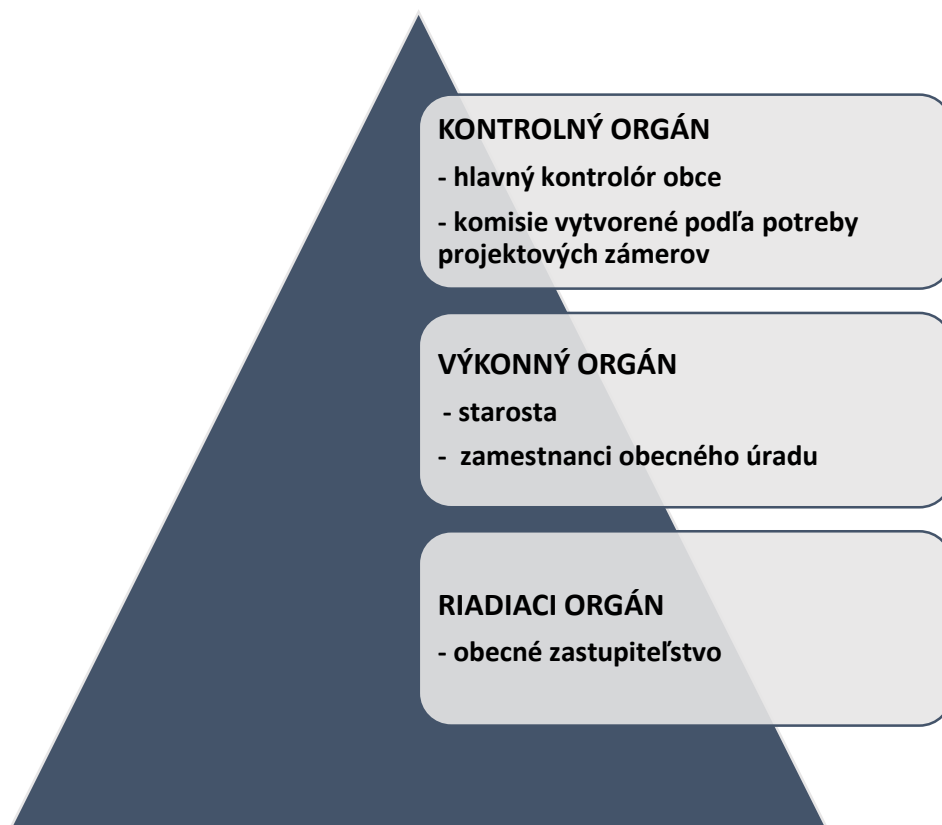 KONTROLNÝ ORGÁN
- hlavný kontrolór obce
- komisie vytvorené podľa potreby
projektových zámerov
VÝKONNÝ ORGÁN
- starosta
- zamestnanci obecného úradu
RIADIACI ORGÁN
- obecné zastupiteľstvo